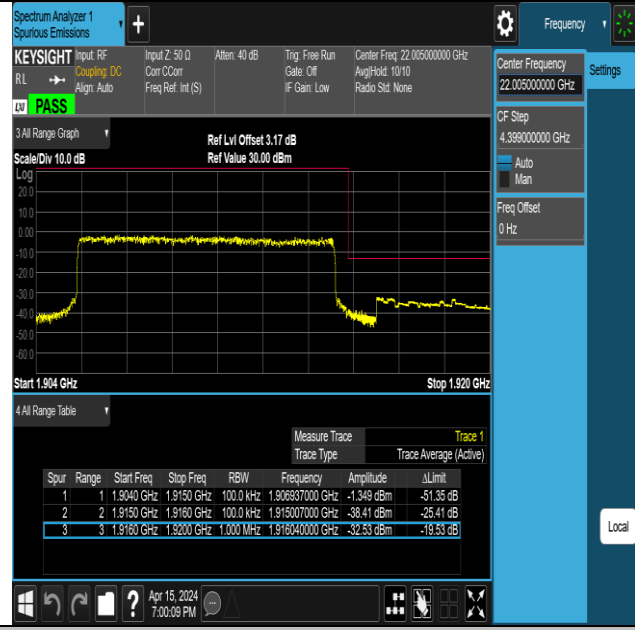 Spectrum Analyzer 1
Spurious Emissions
Frequency
KEYSIGHT
RL
LXI PASS
Input: RF
Coupling: DC
Align: Auto
Input Z: 50 Ω
Corr CCorr
Freq Ref: Int (S)
Atten: 40 dB
Trig: Free Run
Gate: Off
IF Gain: Low
Center Freq: 22.005000000 GHz
Avg|Hold: 10/10
Radio Std: None
Center Frequency
22.005000000 GHz
Settings
CF Step
4.399000000 GHz
Auto
Man
Freq Offset
0 Hz
3 All Range Graph
Scale/Div 10.0 dB
Ref Lvl Offset 3.17 dB
Ref Value 30.00 dBm
Log
20.0
10.0
0.00
-10.0
-20.0
-30.0
-40.0
-50.0
-60.0
Start 1.904 GHz
Stop 1.920 GHz
4 All Range Table
Measure Trace Trace 1
Trace Type Trace Average (Active)
Spur Range Start Freq Stop Freq RBW Frequency Amplitude ΔLimit
1 1 1.9040 GHz 1.9150 GHz 100.0 kHz 1.906937000 GHz -1.349 dBm -51.35 dB
2 2 1.9150 GHz 1.9160 GHz 100.0 kHz 1.915007000 GHz -38.41 dBm -25.41 dB
3 3 1.9160 GHz 1.9200 GHz 1.000 MHz 1.916040000 GHz -32.53 dBm -19.53 dB
Local
Apr 15, 2024
7:00:09 PM